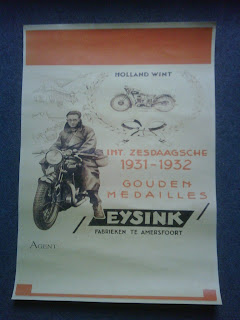 HOLLAND WINT
INT. ZESDAAGSCHE
1931-1932
GOUDEN
MEDAILLES
EYSINK
FABRIEKEN TE AMERSFOORT
AGENT: